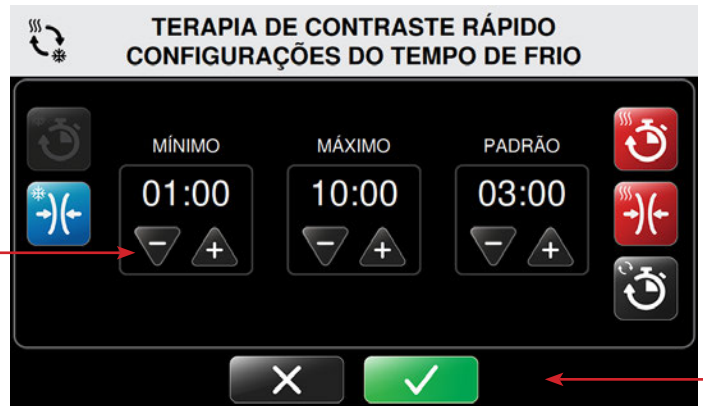 TERAPIA DE CONTRASTE RÁPIDO
CONFIGURAÇÕES DO TEMPO DE FRIO
MÍNIMO MÁXIMO PADRÃO
01:00 10:00 03:00
− + − + − +